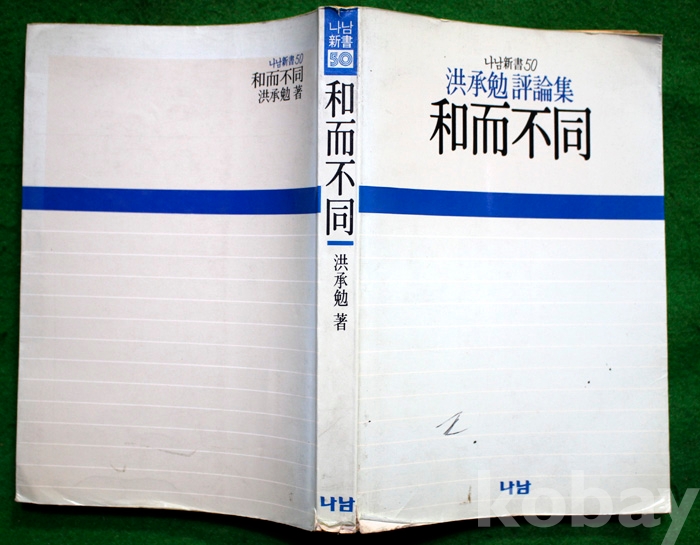 나남新書50
和而不同
洪承勉 著
나남
新書
50
和而不同
洪承勉 著
나남
나남新書50
洪承勉 評論集
和而不同
나남
kobay